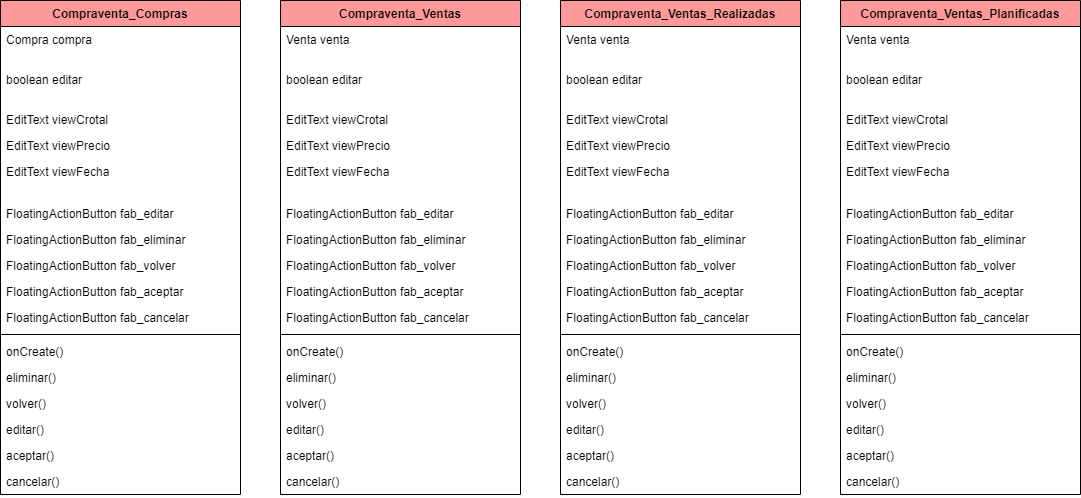 Compraventa_Compras
Compra compra
boolean editar
EditText viewCrotal
EditText viewPrecio
EditText viewFecha
FloatingActionButton fab_editar
FloatingActionButton fab_eliminar
FloatingActionButton fab_volver
FloatingActionButton fab_aceptar
FloatingActionButton fab_cancelar
onCreate()
eliminar()
volver()
editar()
aceptar()
cancelar()
Compraventa_Ventas
Venta venta
boolean editar
EditText viewCrotal
EditText viewPrecio
EditText viewFecha
FloatingActionButton fab_editar
FloatingActionButton fab_eliminar
FloatingActionButton fab_volver
FloatingActionButton fab_aceptar
FloatingActionButton fab_cancelar
onCreate()
eliminar()
volver()
editar()
aceptar()
cancelar()
Compraventa_Ventas_Realizadas
Venta venta
boolean editar
EditText viewCrotal
EditText viewPrecio
EditText viewFecha
FloatingActionButton fab_editar
FloatingActionButton fab_eliminar
FloatingActionButton fab_volver
FloatingActionButton fab_aceptar
FloatingActionButton fab_cancelar
onCreate()
eliminar()
volver()
editar()
aceptar()
cancelar()
Compraventa_Ventas_Planificadas
Venta venta
boolean editar
EditText viewCrotal
EditText viewPrecio
EditText viewFecha
FloatingActionButton fab_editar
FloatingActionButton fab_eliminar
FloatingActionButton fab_volver
FloatingActionButton fab_aceptar
FloatingActionButton fab_cancelar
onCreate()
eliminar()
volver()
editar()
aceptar()
cancelar()